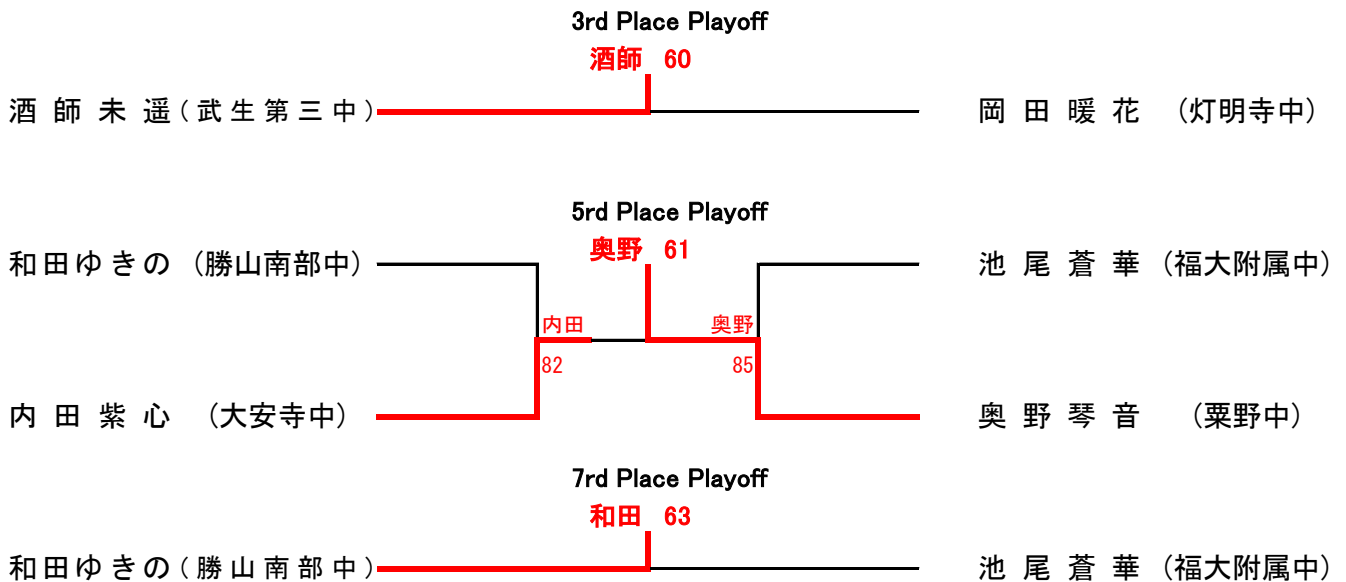 3rd Place Playoff
酒師 60
酒師未遥(武生第三中) 岡田暖花 (灯明寺中)
5rd Place Playoff
奥野 61
和田ゆきの (勝山南部中) 池尾蒼華 (福大附属中)
内田 奥野
82 85
内田紫心 (大安寺中) 奥野琴音 (粟野中)
7rd Place Playoff
和田 63
和田ゆきの(勝山南部中) 池尾蒼華 (福大附属中)